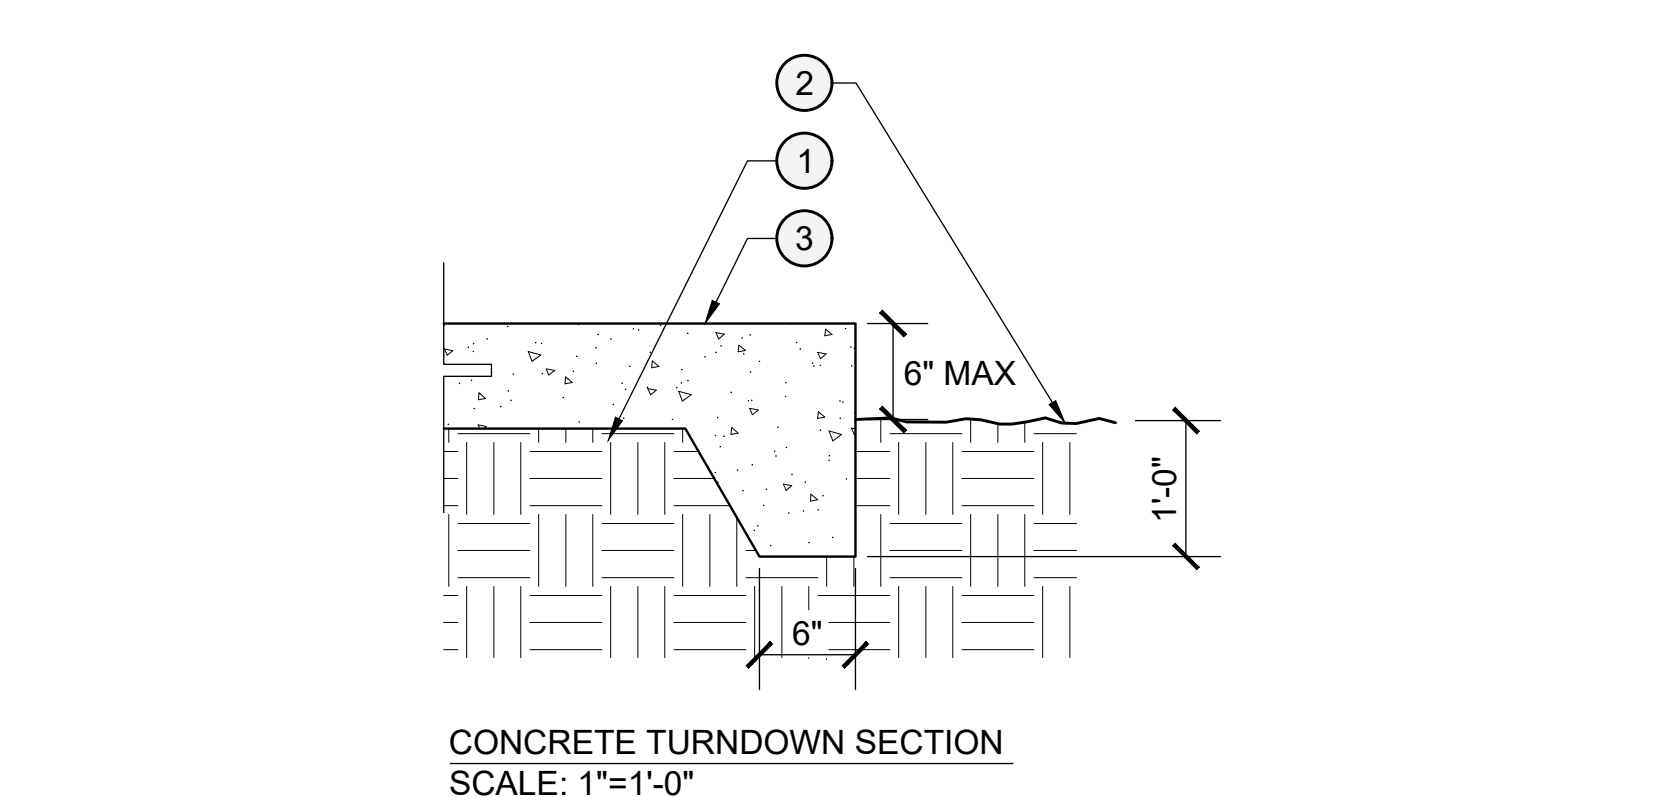 2
1
3
6" MAX
1'-0"
6"
CONCRETE TURNDOWN SECTION
SCALE: 1"=1'-0"